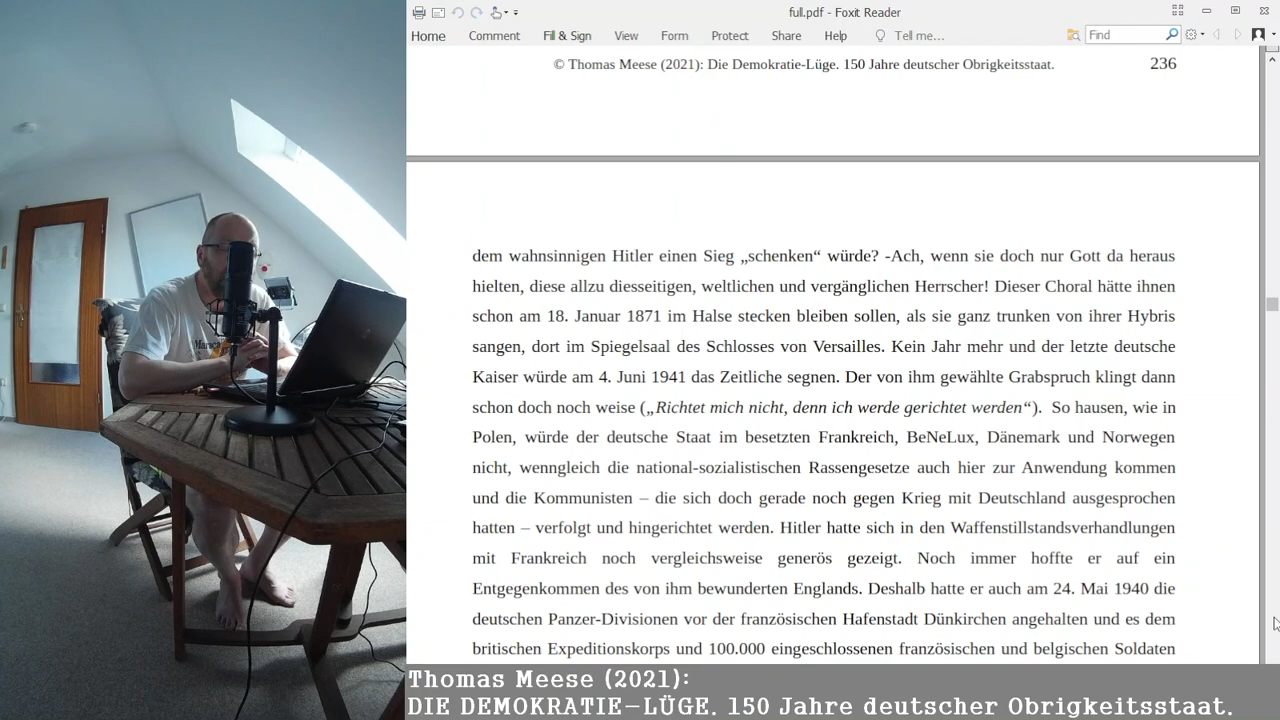 full.pdf - Foxit Reader
Home Comment Fill & Sign View Form Protect Share Help Tell me… Find
© Thomas Meese (2021): Die Demokratie-Lüge. 150 Jahre deutscher Obrigkeitsstaat. 236
dem wahnsinnigen Hitler einen Sieg „schenken“ würde? -Ach, wenn sie doch nur Gott da heraus
hielten, diese allzu diesseitigen, weltlichen und vergänglichen Herrscher! Dieser Choral hätte ihnen
schon am 18. Januar 1871 im Halse stecken bleiben sollen, als sie ganz trunken von ihrer Hybris
sangen, dort im Spiegelsaal des Schlosses von Versailles. Kein Jahr mehr und der letzte deutsche
Kaiser würde am 4. Juni 1941 das Zeitliche segnen. Der von ihm gewählte Grabspruch klingt dann
schon doch noch weise („Richtet mich nicht, denn ich werde gerichtet werden“). So hausen, wie in
Polen, würde der deutsche Staat im besetzten Frankreich, BeNeLux, Dänemark und Norwegen
nicht, wenngleich die national-sozialistischen Rassengesetze auch hier zur Anwendung kommen
und die Kommunisten – die sich doch gerade noch gegen Krieg mit Deutschland ausgesprochen
hatten – verfolgt und hingerichtet werden. Hitler hatte sich in den Waffenstillstandsverhandlungen
mit Frankreich noch vergleichsweise generös gezeigt. Noch immer hoffte er auf ein
Entgegenkommen des von ihm bewunderten Englands. Deshalb hatte er auch am 24. Mai 1940 die
deutschen Panzer-Divisionen vor der französischen Hafenstadt Dünkirchen angehalten und es dem
britischen Expeditionskorps und 100.000 eingeschlossenen französischen und belgischen Soldaten
Thomas Meese (2021):
DIE DEMOKRATIE-LÜGE. 150 Jahre deutscher Obrigkeitsstaat.